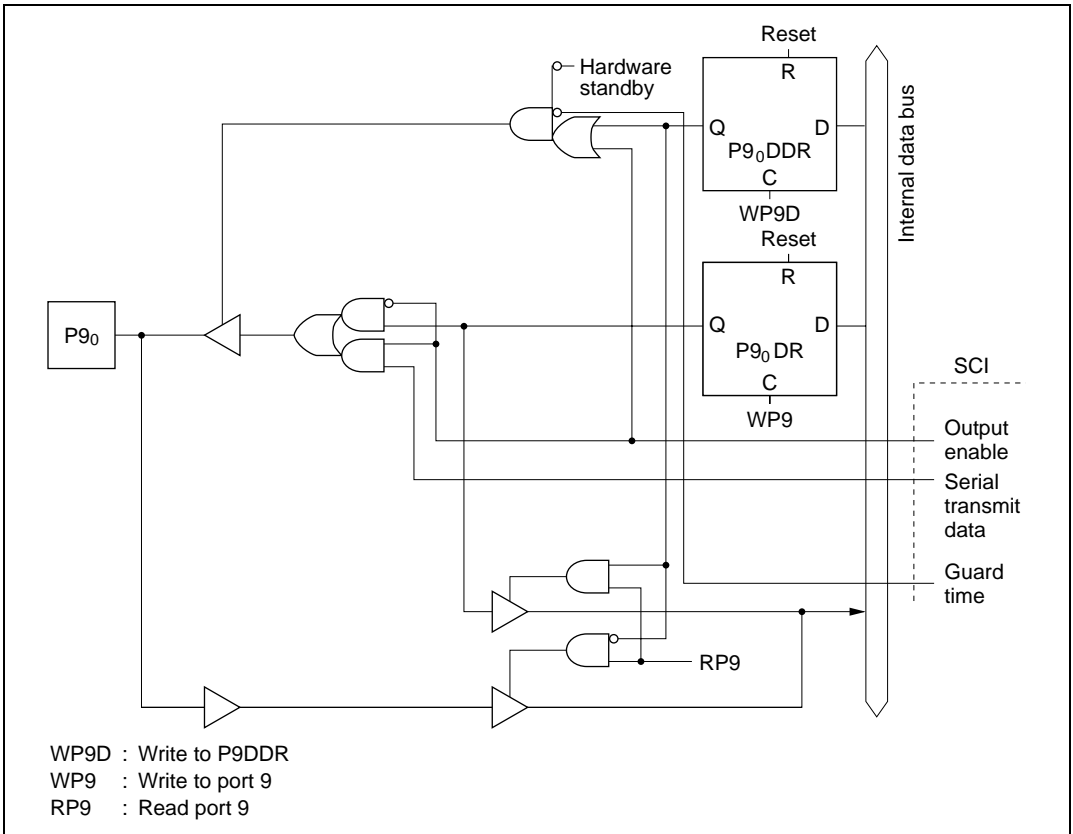 Reset
Hardware
standby
R
Q
D
P9₀DDR
C
WP9D
Internal data bus
Reset
R
Q
D
P9₀ DR
C
WP9
P9₀
SCI
Output
enable
Serial
transmit
data
Guard
time
RP9
WP9D : Write to P9DDR
WP9 : Write to port 9
RP9 : Read port 9